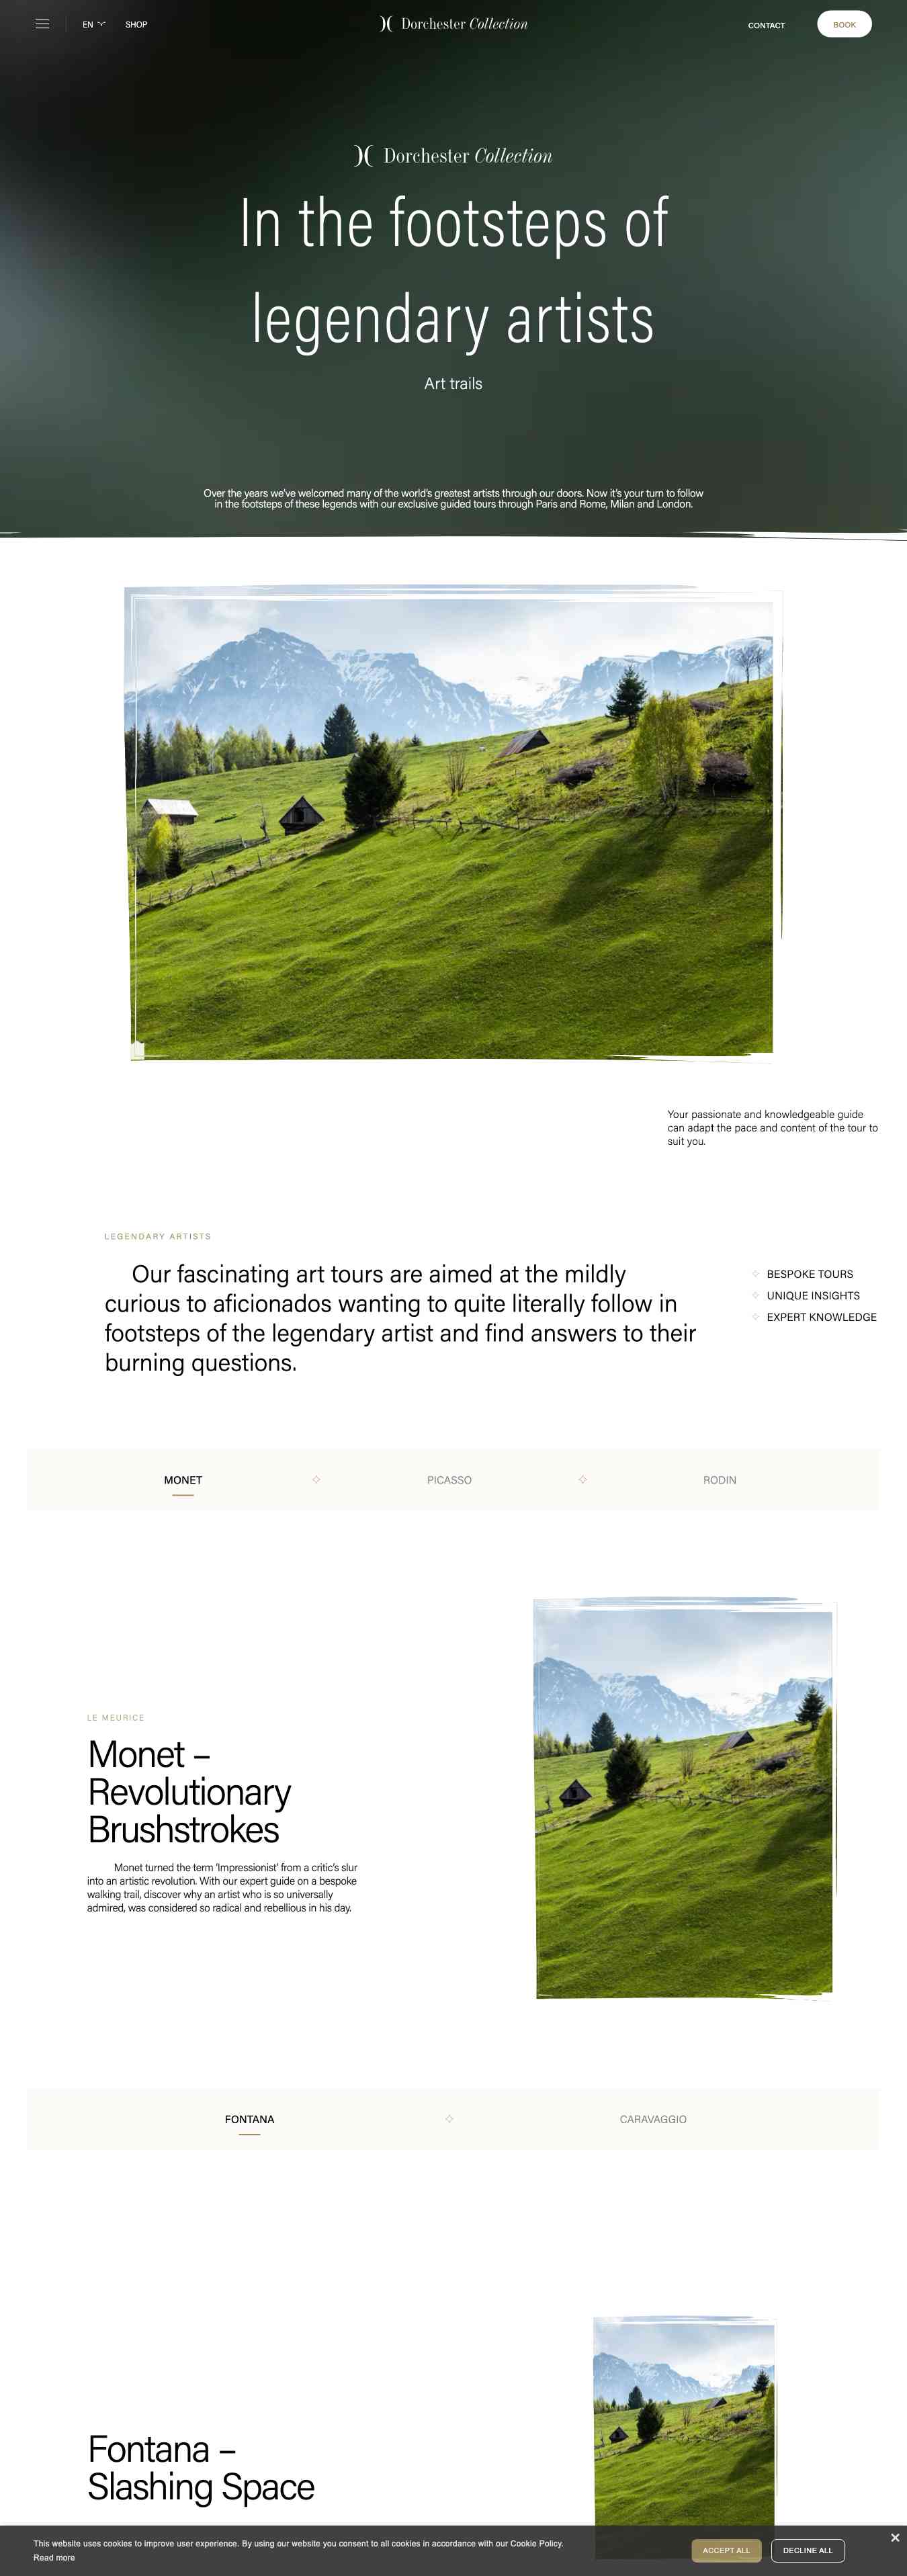 EN
SHOP
Dorchester Collection
CONTACT
BOOK
Dorchester Collection
In the footsteps of
legendary artists
Art trails
Over the years we've welcomed many of the world's greatest artists through our doors. Now it's your turn to follow
in the footsteps of these legends with our exclusive guided tours through Paris and Rome, Milan and London.
Your passionate and knowledgeable guide
can adapt the pace and content of the tour to
suit you.
LEGENDARY ARTISTS
Our fascinating art tours are aimed at the mildly
curious to aficionados wanting to quite literally follow in
footsteps of the legendary artist and find answers to their
burning questions.
BESPOKE TOURS
UNIQUE INSIGHTS
EXPERT KNOWLEDGE
MONET
PICASSO
RODIN
LE MEURICE
Monet –
Revolutionary
Brushstrokes
Monet turned the term 'Impressionist' from a critic's slur
into an artistic revolution. With our expert guide on a bespoke
walking trail, discover why an artist who is so universally
admired, was considered so radical and rebellious in his day.
FONTANA
CARAVAGGIO
Fontana –
Slashing Space
This website uses cookies to improve user experience. By using our website you consent to all cookies in accordance with our Cookie Policy.
Read more
ACCEPT ALL
DECLINE ALL